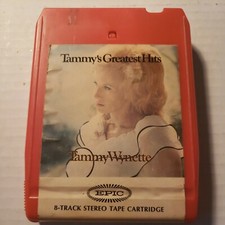 Tammy's Greatest Hits
Tammy Wynette
EPIC
8-TRACK STEREO TAPE CARTRIDGE